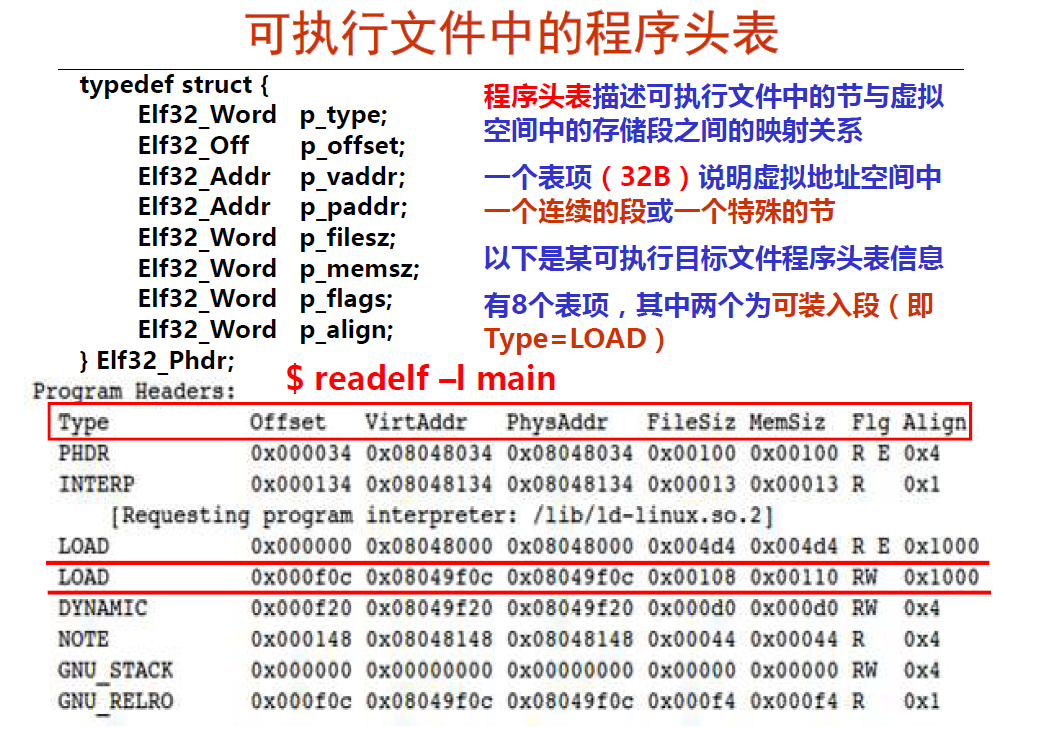 可执行文件中的程序头表
typedef struct {
Elf32_Word p_type;
Elf32_Off p_offset;
Elf32_Addr p_vaddr;
Elf32_Addr p_paddr;
Elf32_Word p_filesz;
Elf32_Word p_memsz;
Elf32_Word p_flags;
Elf32_Word p_align;
} Elf32_Phdr;
程序头表描述可执行文件中的节与虚拟
空间中的存储段之间的映射关系
一个表项（32B）说明虚拟地址空间中
一个连续的段或一个特殊的节
以下是某可执行目标文件程序头表信息
有8个表项，其中两个为可装入段（即
Type=LOAD）
$ readelf –l main
Program Headers:
Type Offset VirtAddr PhysAddr FileSiz MemSiz Flg Align
PHDR 0x000034 0x08048034 0x08048034 0x00100 0x00100 R E 0x4
INTERP 0x000134 0x08048134 0x08048134 0x00013 0x00013 R 0x1
[Requesting program interpreter: /lib/ld-linux.so.2]
LOAD 0x000000 0x08048000 0x08048000 0x004d4 0x004d4 R E 0x1000
LOAD 0x000f0c 0x08049f0c 0x08049f0c 0x00108 0x00110 RW 0x1000
DYNAMIC 0x000f20 0x08049f20 0x08049f20 0x000d0 0x000d0 RW 0x4
NOTE 0x000148 0x08048148 0x08048148 0x00044 0x00044 R 0x4
GNU_STACK 0x000000 0x00000000 0x00000000 0x00000 0x00000 RW 0x4
GNU_RELRO 0x000f0c 0x08049f0c 0x08049f0c 0x000f4 0x000f4 R 0x1